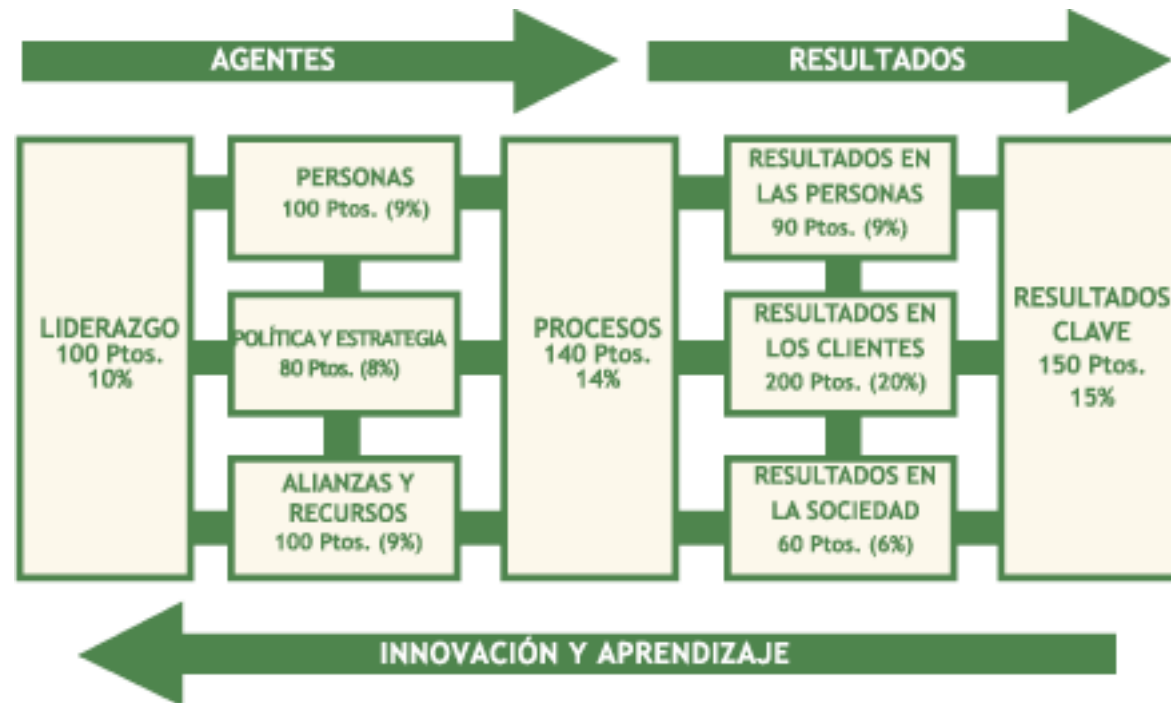 AGENTES
RESULTADOS
LIDERAZGO
100 Ptos.
10%
PERSONAS
100 Ptos. (9%)
POLÍTICA Y ESTRATEGIA
80 Ptos. (8%)
ALIANZAS Y
RECURSOS
100 Ptos. (9%)
PROCESOS
140 Ptos.
14%
RESULTADOS EN
LAS PERSONAS
90 Ptos. (9%)
RESULTADOS EN
LOS CLIENTES
200 Ptos. (20%)
RESULTADOS EN
LA SOCIEDAD
60 Ptos. (6%)
RESULTADOS
CLAVE
150 Ptos.
15%
INNOVACIÓN Y APRENDIZAJE